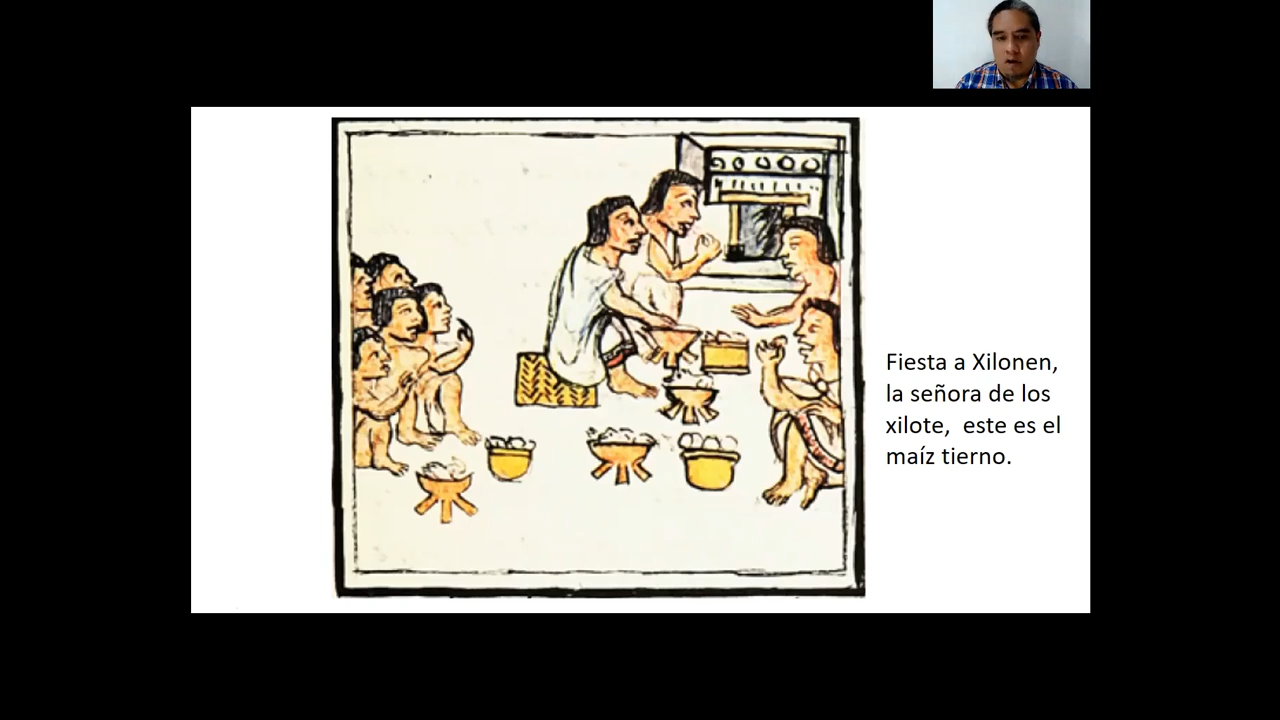 Fiesta a Xilonen,
la señora de los
xilote,  este es el
maíz tierno.